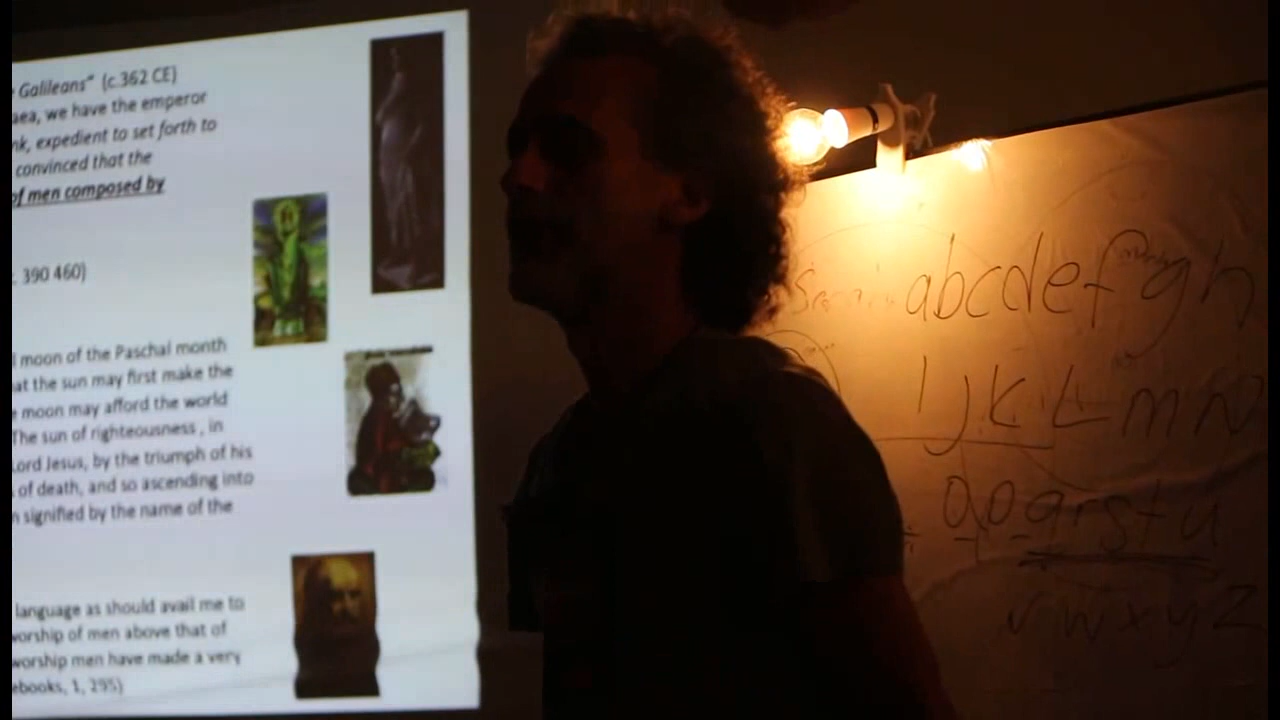 Galileans" (c.362 CE)
aea, we have the emperor
nk, expedient to set forth to
convinced that the
of men composed by
390 460)
moon of the Paschal month
at the sun may first make the
moon may afford the world
The sun of righteousness , in
Lord Jesus, by the triumph of his
of death, and so ascending into
signified by the name of the
language as should avail me to
worship of men above that of
worship men have made a very
ebooks, 1, 295)
abcdefgh
IJKLmN
rstu
vwxyz